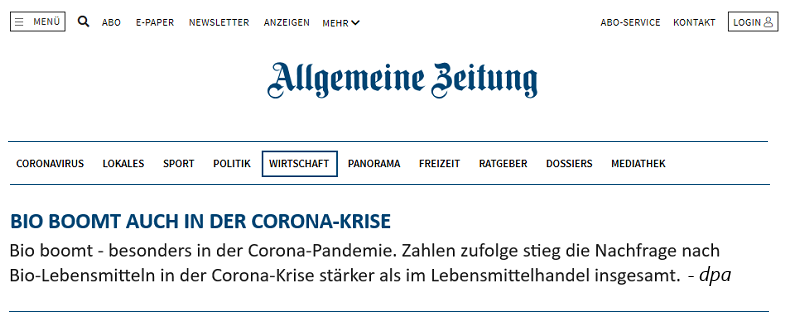 MENÜ ABO E-PAPER NEWSLETTER ANZEIGEN MEHR ABO-SERVICE KONTAKT LOGIN
Allgemeine Zeitung
CORONAVIRUS LOKALES SPORT POLITIK WIRTSCHAFT PANORAMA FREIZEIT RATGEBER DOSSIERS MEDIATHEK
BIO BOOMT AUCH IN DER CORONA-KRISE
Bio boomt - besonders in der Corona-Pandemie. Zahlen zufolge stieg die Nachfrage nach
Bio-Lebensmitteln in der Corona-Krise stärker als im Lebensmittelhandel insgesamt. - dpa